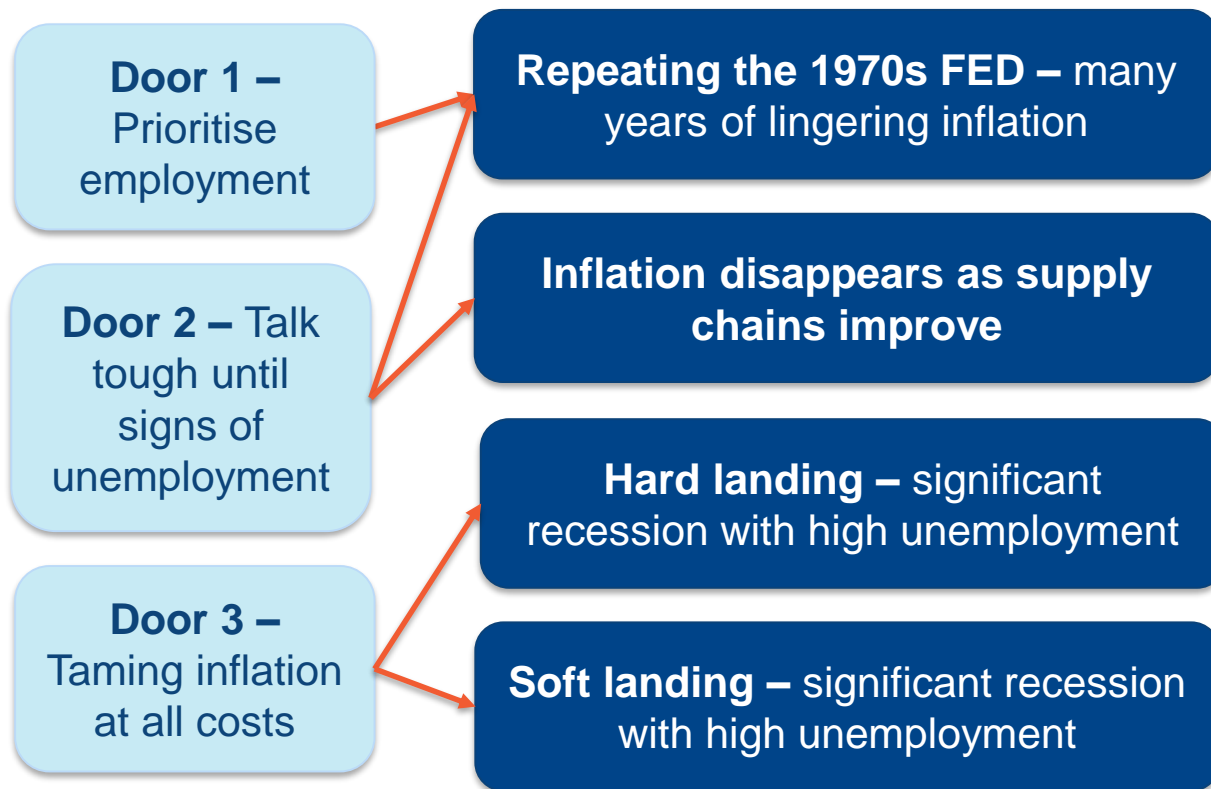 Door 1 –
Prioritise
employment
Repeating the 1970s FED – many
years of lingering inflation
Door 2 – Talk
tough until
signs of
unemployment
Inflation disappears as supply
chains improve
Hard landing – significant
recession with high unemployment
Door 3 –
Taming inflation
at all costs
Soft landing – significant recession
with high unemployment